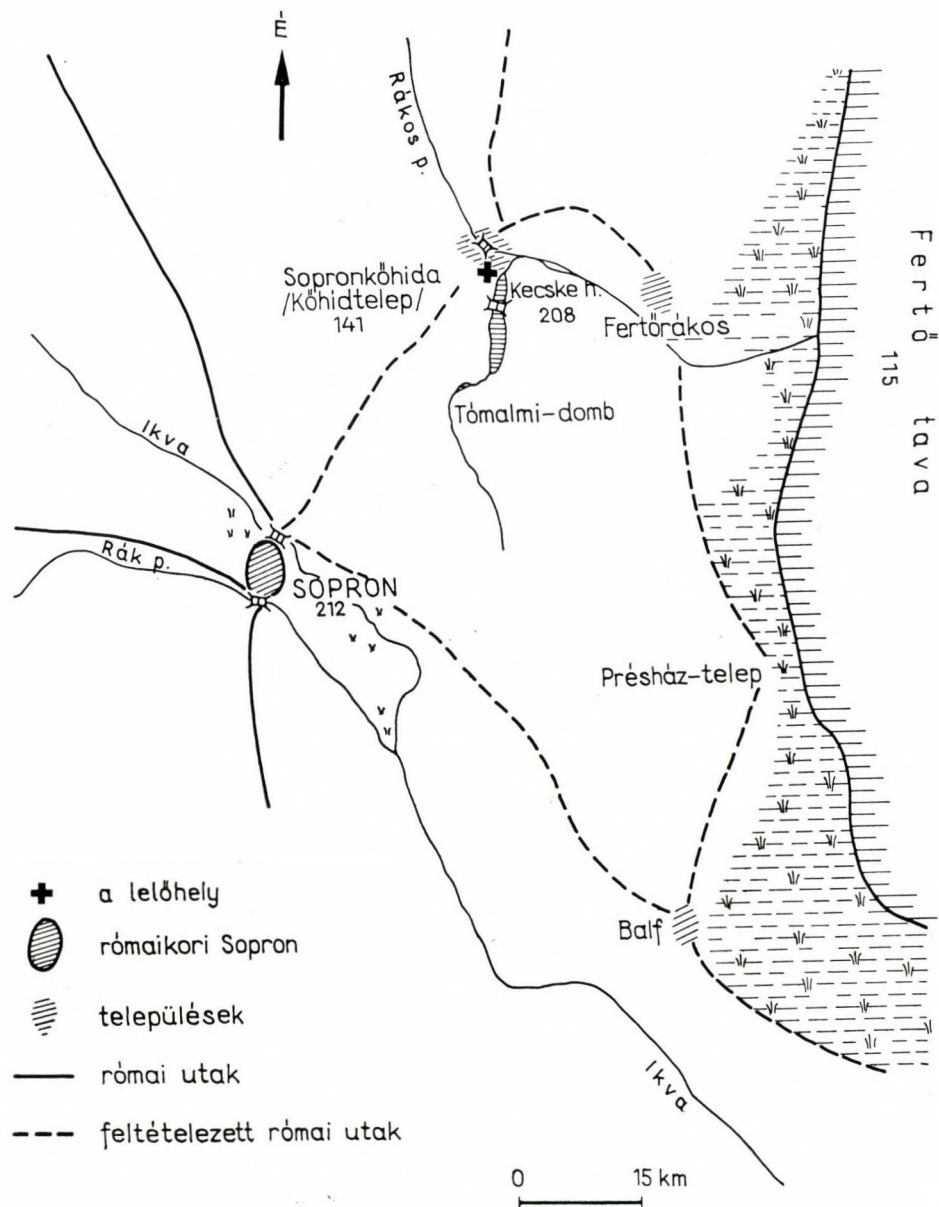 É
Rákos p.
Sopronkőhida
/Kőhidtelep/
141
Kecske h.
208
Fertőrákos
Fertő tava
115
Tómalmi-domb
Ikva
Rák p.
SOPRON
212
Présház-telep
Balf
Ikva
a lelőhely
rómaikori Sopron
települések
római utak
feltételezett római utak
0 15 km